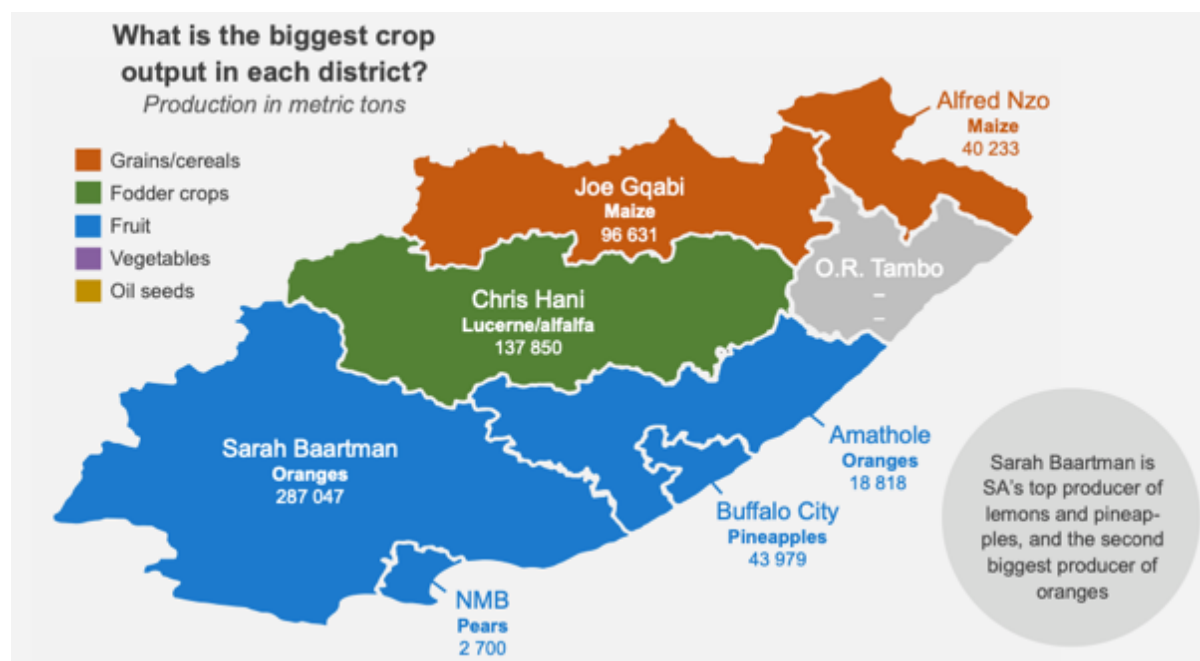 What is the biggest crop
output in each district?
Production in metric tons
Grains/cereals
Fodder crops
Fruit
Vegetables
Oil seeds
Alfred Nzo
Maize
40 233
Joe Gqabi
Maize
96 631
O.R. Tambo
–
–
Chris Hani
Lucerne/alfalfa
137 850
Sarah Baartman
Oranges
287 047
Amathole
Oranges
18 818
Buffalo City
Pineapples
43 979
NMB
Pears
2 700
Sarah Baartman is
SA's top producer of
lemons and pineap-
ples, and the second
biggest producer of
oranges